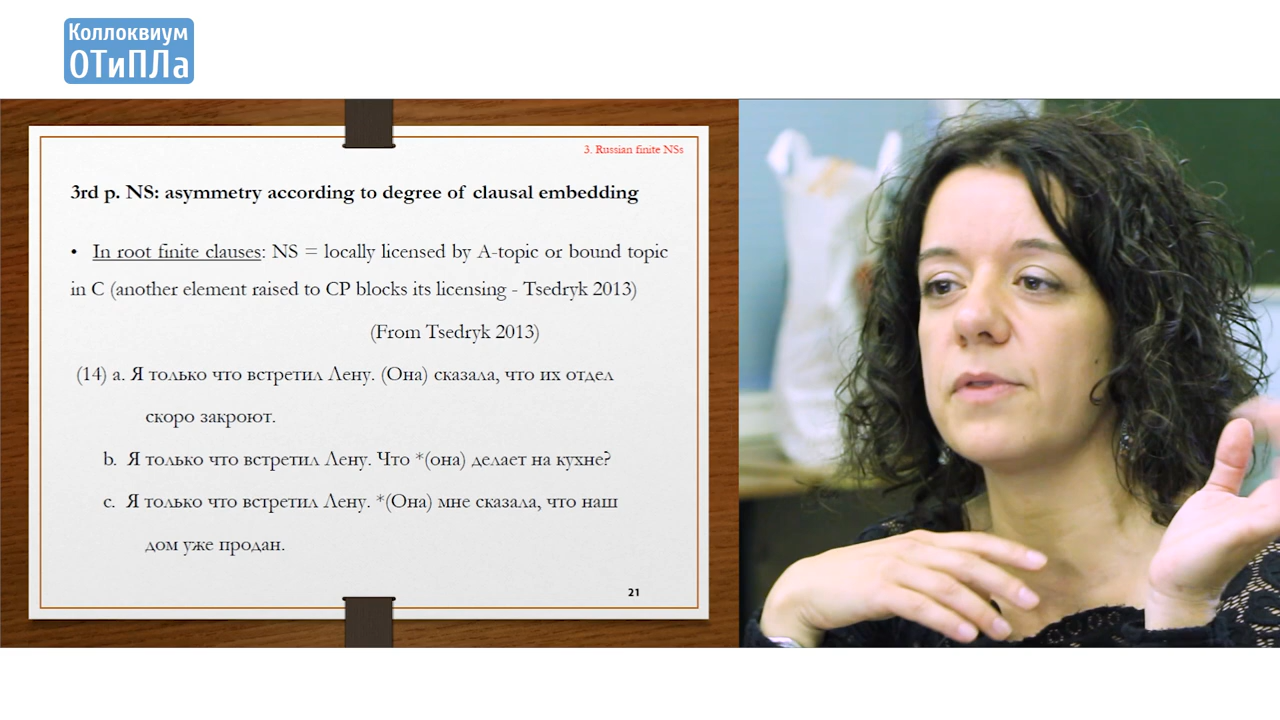 Коллоквиум
ОТиПЛа
3. Russian finite NSs
3rd p. NS: asymmetry according to degree of clausal embedding
• In root finite clauses: NS = locally licensed by A-topic or bound topic
in C (another element raised to CP blocks its licensing - Tsedryk 2013)
(From Tsedryk 2013)
(14) a. Я только что встретил Лену. (Она) сказала, что их отдел
скоро закроют.
b. Я только что встретил Лену. Что *(она) делает на кухне?
c. Я только что встретил Лену. *(Она) мне сказала, что наш
дом уже продан.
21